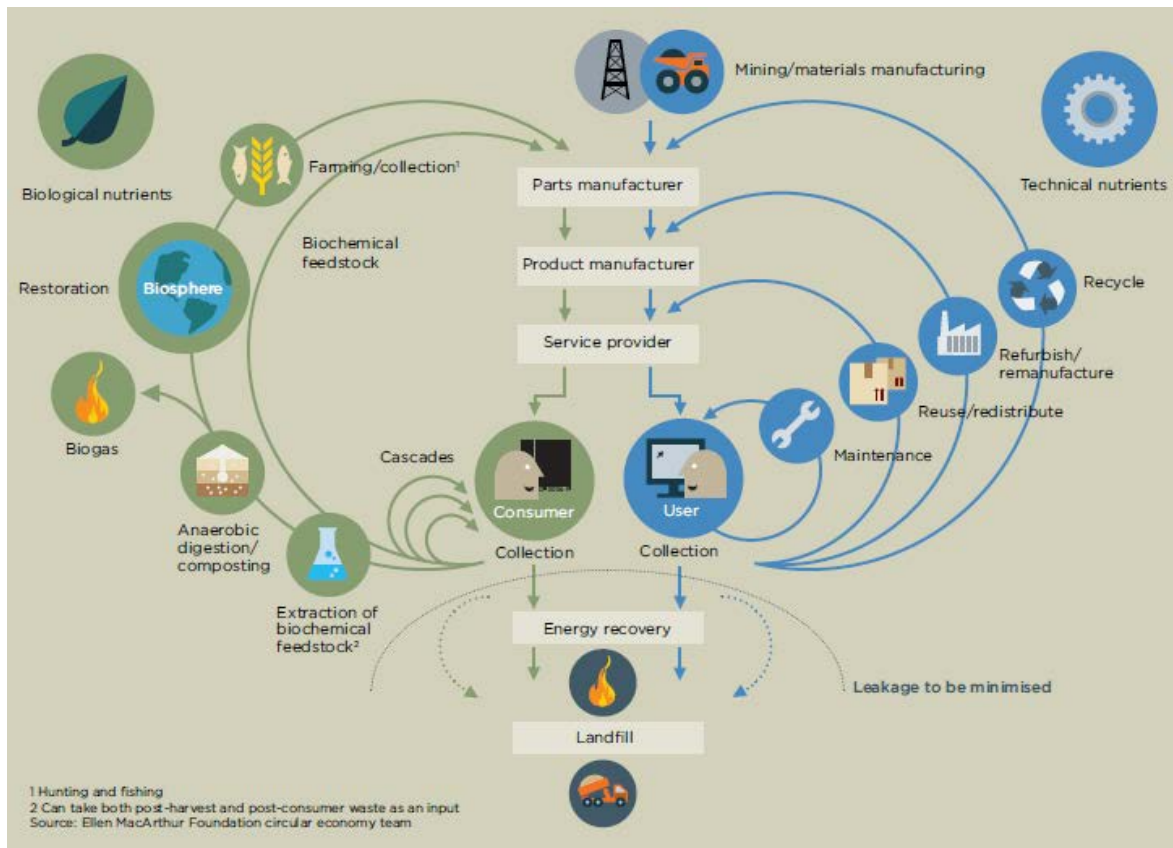 Mining/materials manufacturing
Biological nutrients
Farming/collection¹
Parts manufacturer
Technical nutrients
Biochemical
feedstock
Product manufacturer
Restoration
Biosphere
Recycle
Service provider
Refurbish/
remanufacture
Reuse/redistribute
Biogas
Cascades
Maintenance
Consumer
User
Anaerobic
digestion/
composting
Collection
Collection
Extraction of
biochemical
feedstock²
Energy recovery
Leakage to be minimised
Landfill
1 Hunting and fishing
2 Can take both post-harvest and post-consumer waste as an input
Source: Ellen MacArthur Foundation circular economy team